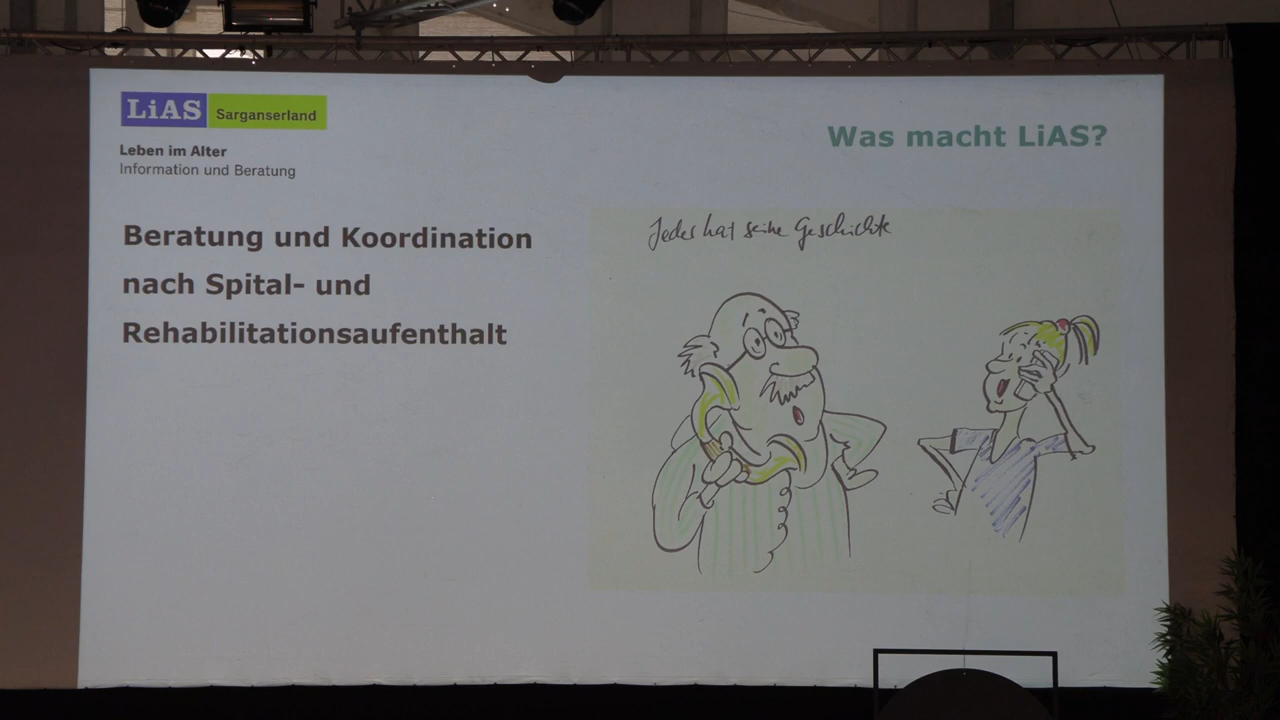 LiAS Sarganserland
Leben im Alter
Information und Beratung
Was macht LiAS?
Beratung und Koordination
nach Spital- und
Rehabilitationsaufenthalt
Jedes hat seine Geschichte